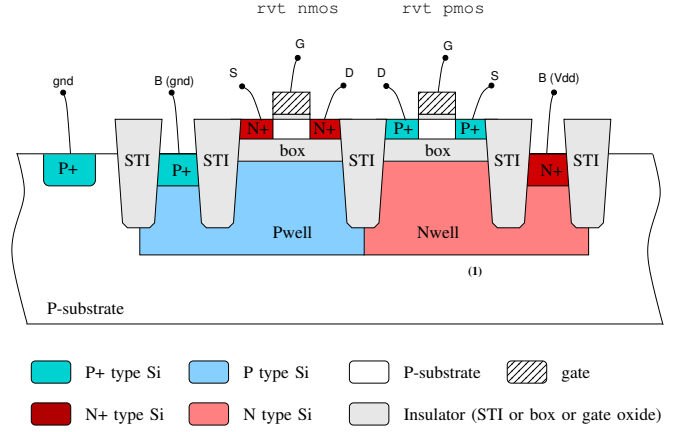 rvt nmos rvt pmos
G G
S D D S
gnd B (gnd) B (Vdd)
N+ N+ P+ P+
STI STI box STI box STI STI
P+ P+ N+
Pwell Nwell
(1)
P-substrate
P+ type Si P type Si P-substrate gate
N+ type Si N type Si Insulator (STI or box or gate oxide)